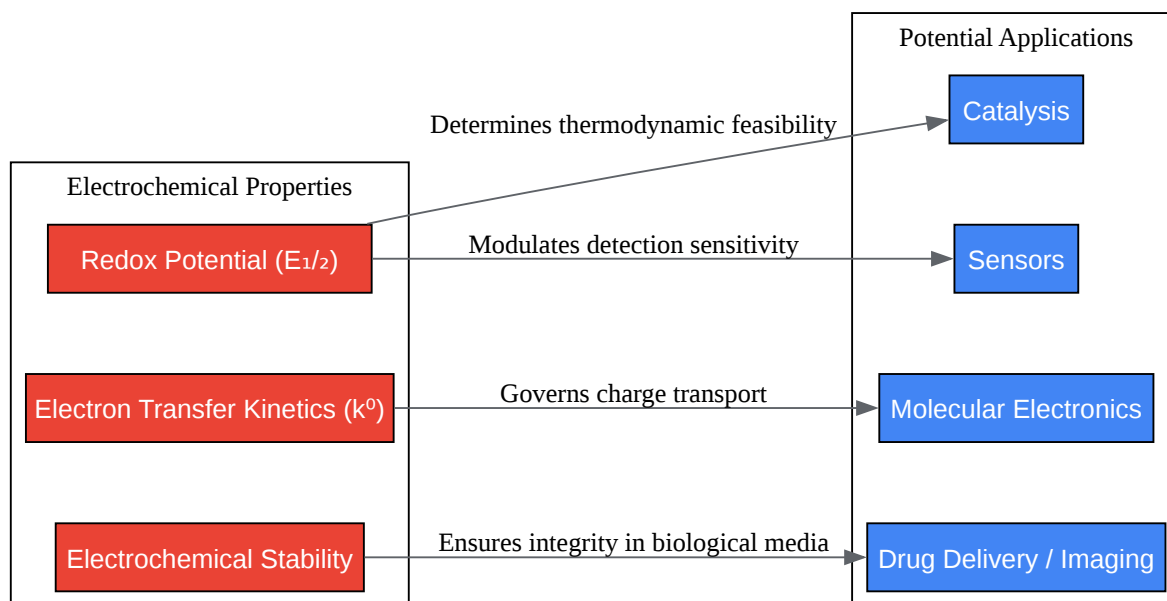 Potential Applications
Catalysis
Determines thermodynamic feasibility
Electrochemical Properties
Redox Potential (E₁/₂)
Modulates detection sensitivity
Sensors
Electron Transfer Kinetics (k⁰)
Governs charge transport
Molecular Electronics
Electrochemical Stability
Ensures integrity in biological media
Drug Delivery / Imaging